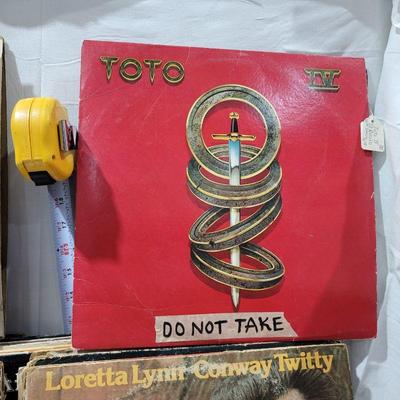 TOTO IV
DO NOT TAKE
Loretta Lynn Conway Twitty